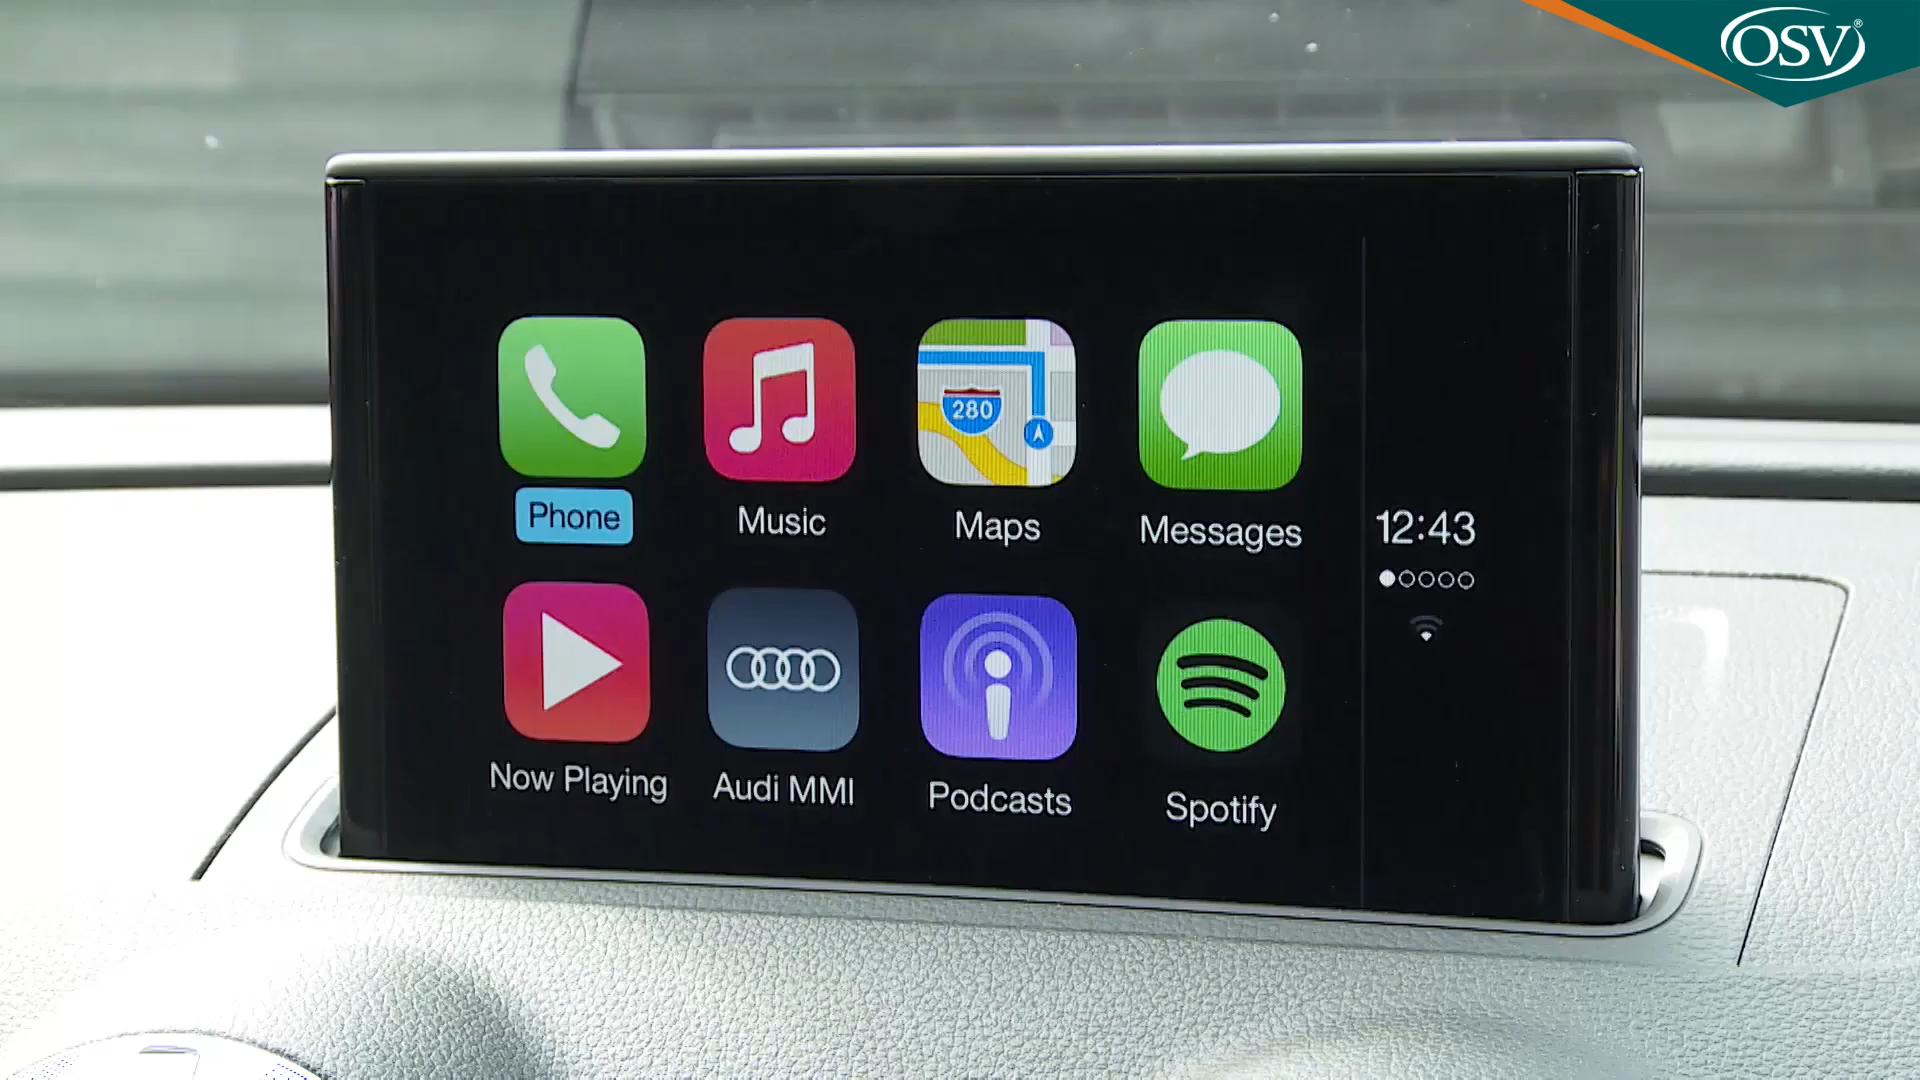 OSV®
280
Phone
Music
Maps
Messages
12:43
Now Playing
Audi MMI
Podcasts
Spotify